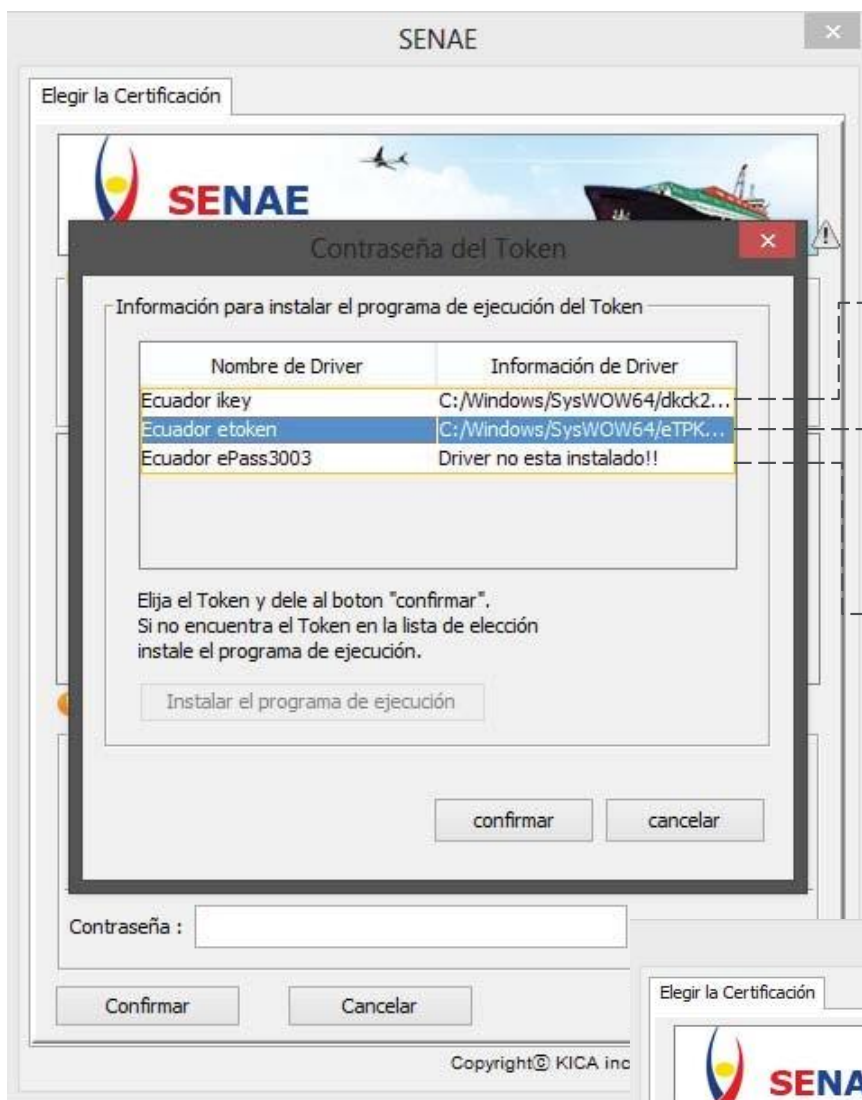 SENAE
Elegir la Certificación
SENAE
Contraseña del Token
Información para instalar el programa de ejecución del Token
Nombre de Driver Información de Driver
Ecuador ikey C:/Windows/SysWOW64/dkck2...
Ecuador etoken C:/Windows/SysWOW64/eTPK...
Ecuador ePass3003 Driver no esta instalado!!
Elija el Token y dele al boton "confirmar".
Si no encuentra el Token en la lista de elección
instale el programa de ejecución.
Instalar el programa de ejecución
confirmar cancelar
Contraseña :
Confirmar Cancelar
Copyright© KICA inc
Elegir la Certificación
SENA